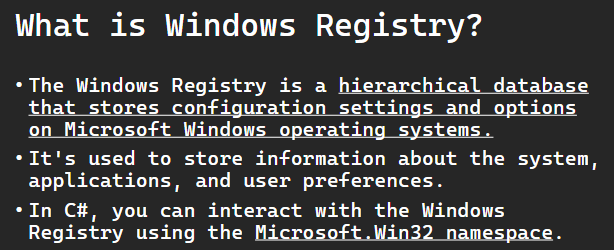 What is Windows Registry?
• The Windows Registry is a hierarchical database
that stores configuration settings and options
on Microsoft Windows operating systems.
• It's used to store information about the system,
applications, and user preferences.
• In C#, you can interact with the Windows
Registry using the Microsoft.Win32 namespace.